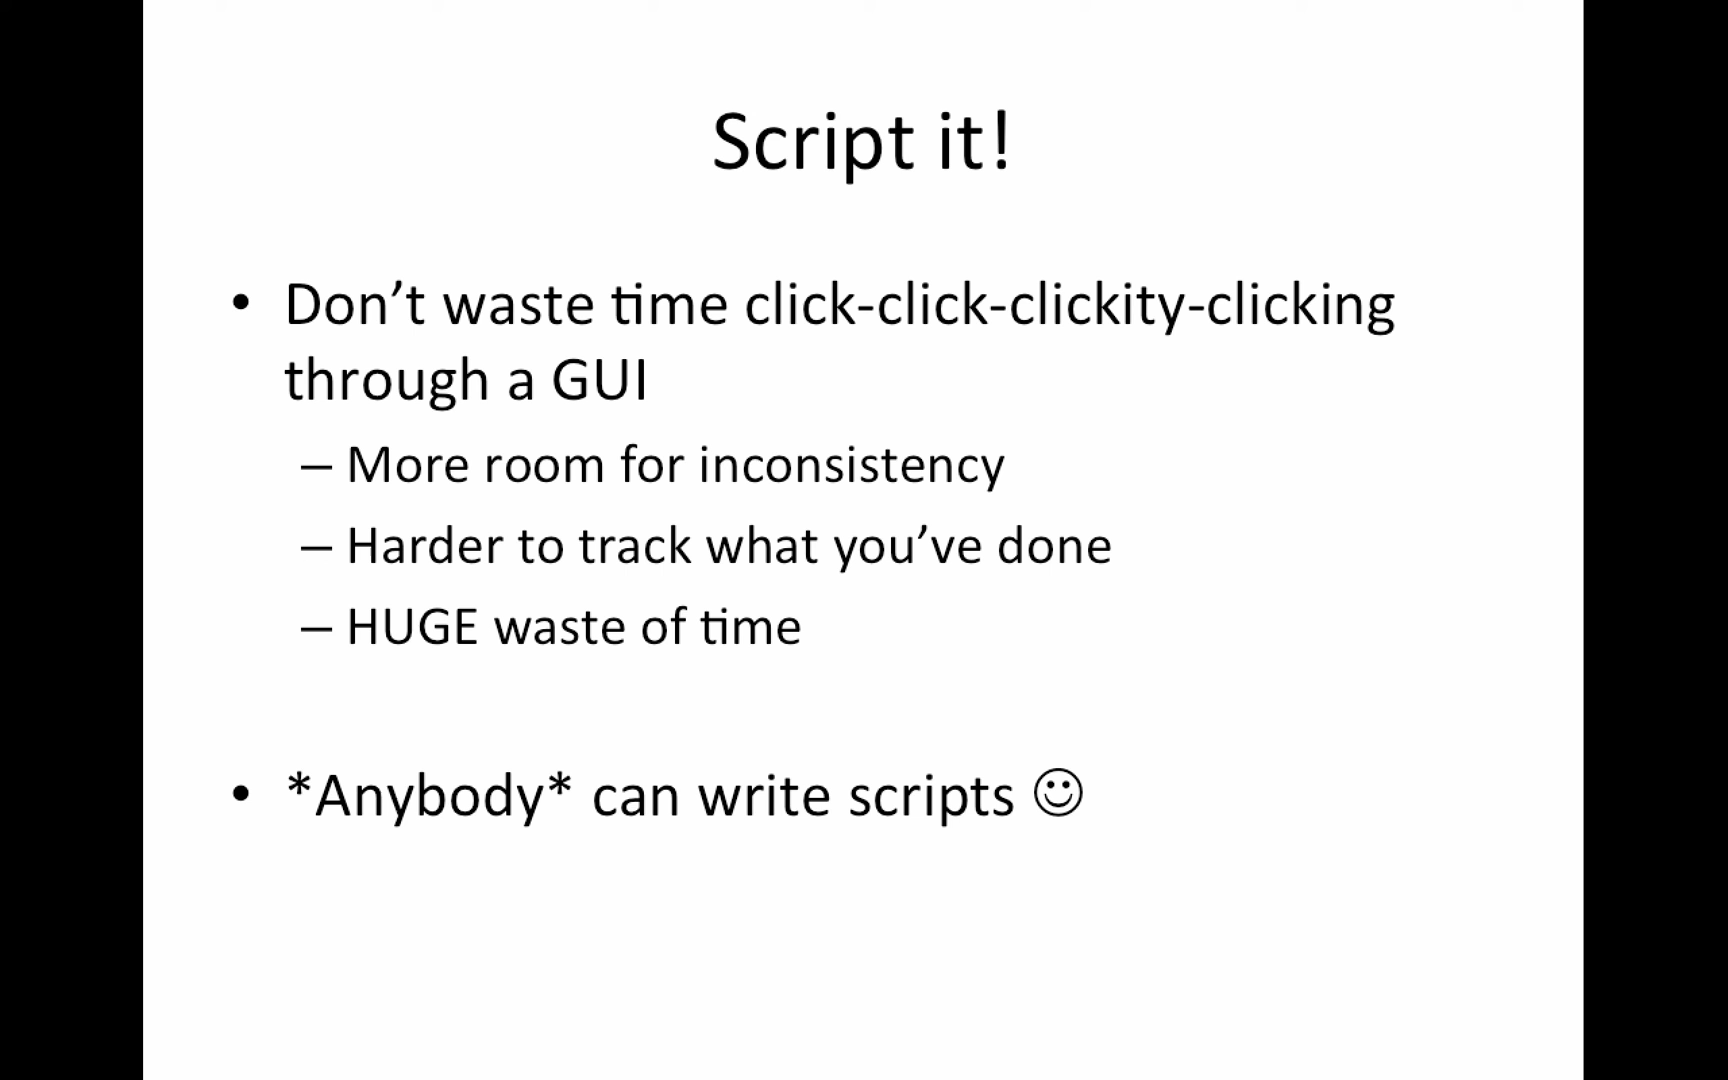 Script it!
• Don’t waste time click-click-clickity-clicking
through a GUI
– More room for inconsistency
– Harder to track what you’ve done
– HUGE waste of time
• *Anybody* can write scripts ☺